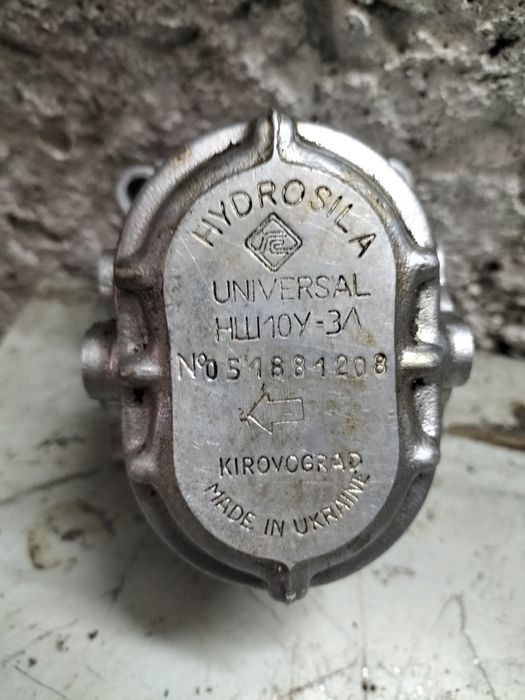 HYDROSILA
UNIVERSAL
НШ10У-3Л
№051881208
KIROVOGRAD
MADE IN UKRAINE